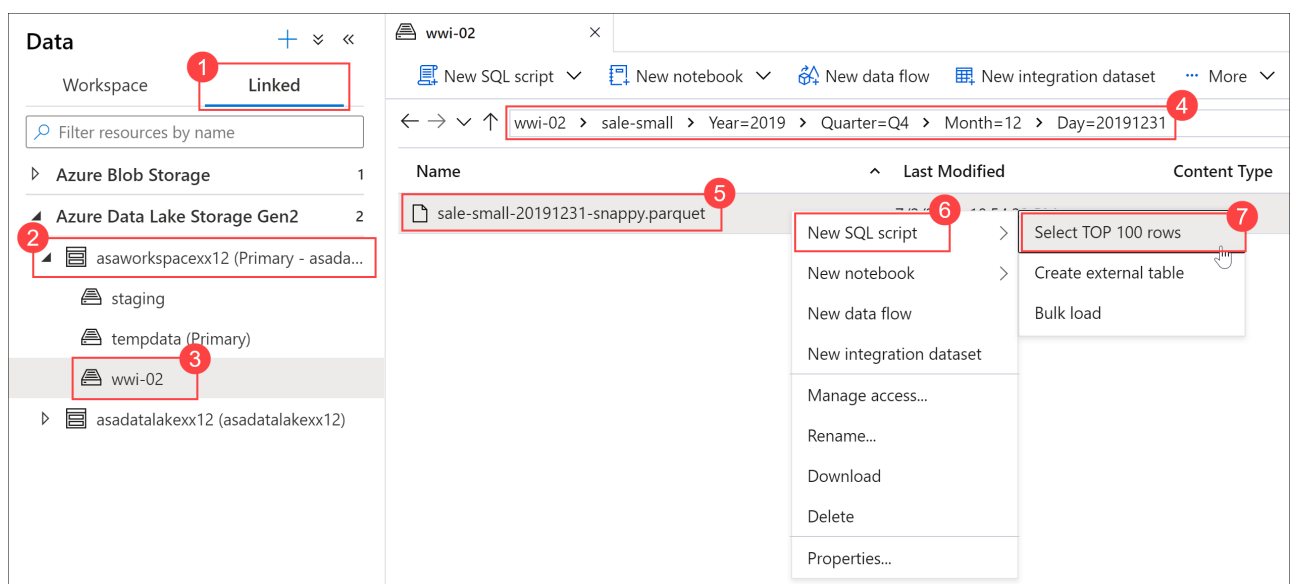 Data
1
Workspace
Linked
Filter resources by name
Azure Blob Storage 1
Azure Data Lake Storage Gen2 2
2
asaworkspacexx12 (Primary - asada...
staging
tempdata (Primary)
3
wwi-02
asadatalakexx12 (asadatalakexx12)
wwi-02
New SQL script
New notebook
New data flow
New integration dataset
··· More
4
wwi-02 > sale-small > Year=2019 > Quarter=Q4 > Month=12 > Day=20191231
Name
Last Modified
Content Type
5
sale-small-20191231-snappy.parquet
6
New SQL script >
New notebook >
New data flow
New integration dataset
Manage access...
Rename...
Download
Delete
Properties...
7
Select TOP 100 rows
Create external table
Bulk load